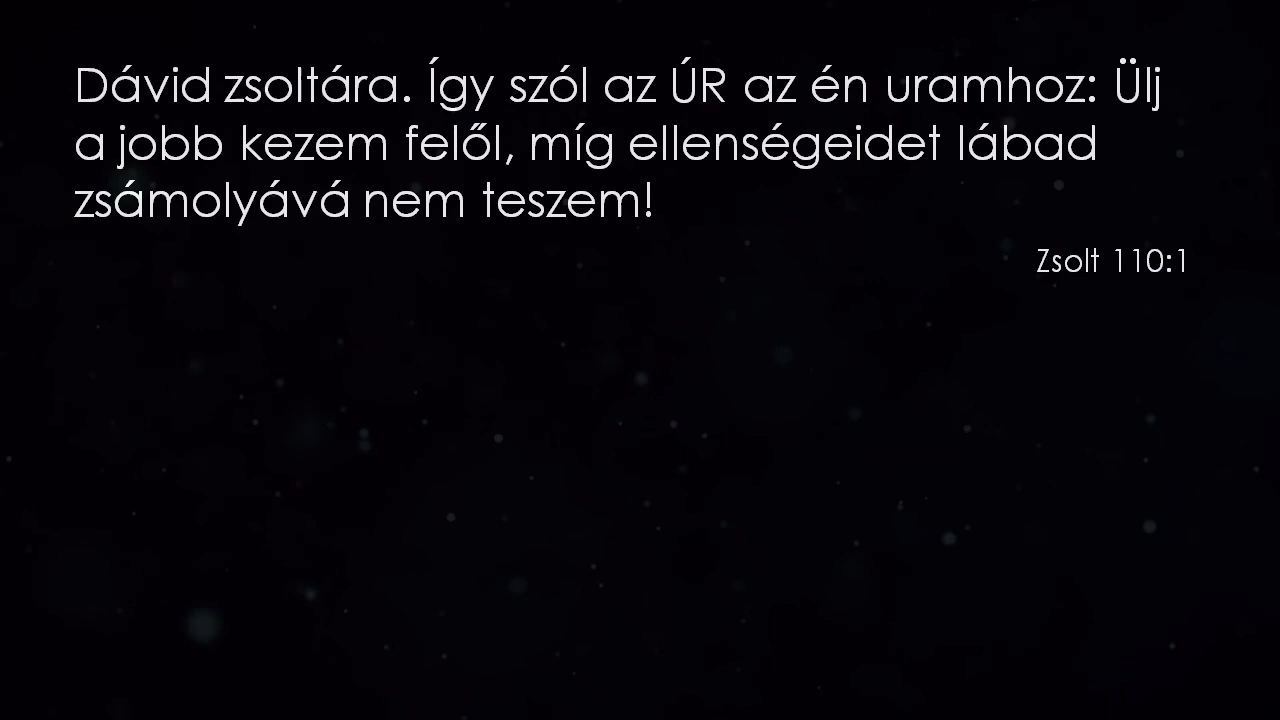 Dávid zsoltára. Így szól az ÚR az én uramhoz: Ülj
a jobb kezem felől, míg ellenségeidet lábad
zsámolyává nem teszem!
Zsolt 110:1